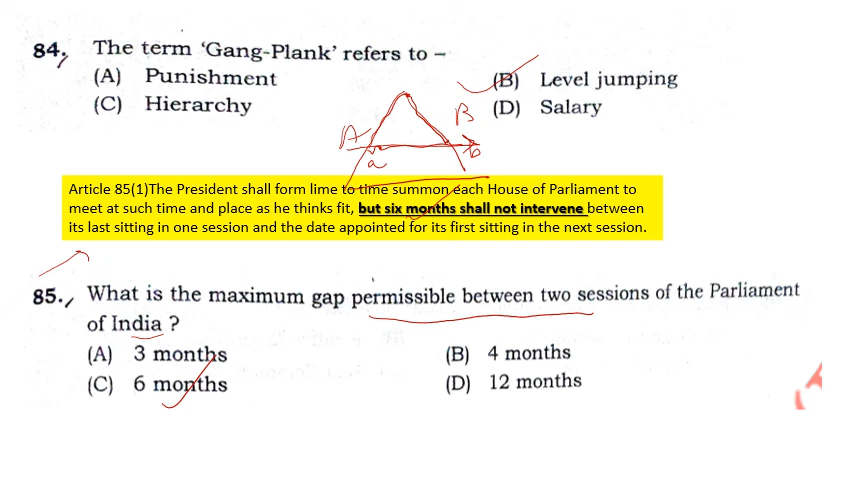 84. The term ‘Gang-Plank’ refers to –
(A) Punishment (B) Level jumping
(C) Hierarchy (D) Salary
A B
a b
Article 85(1)The President shall form lime to time summon each House of Parliament to
meet at such time and place as he thinks fit, but six months shall not intervene between
its last sitting in one session and the date appointed for its first sitting in the next session.
85. What is the maximum gap permissible between two sessions of the Parliament
of India ?
(A) 3 months (B) 4 months
(C) 6 months (D) 12 months